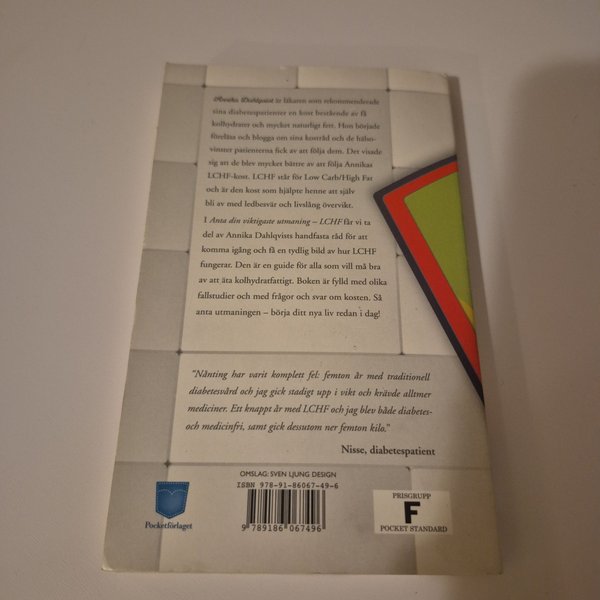 Annika Dahlqvist är läkaren som rekommenderade
sina diabetespatienter en kost bestående av få
kolhydrater och mycket naturligt fett. Hon började
föreläsa och blogga om sina kostråd och de hälso-
vinster patienterna fick av att följa dem. Det visade
sig att de blev mycket bättre av att följa Annikas
LCHF-kost. LCHF står för Low Carb/High Fat
och är den kost som hjälpte henne att själv
bli av med ledbesvär och livslång övervikt.
I Anta din viktigaste utmaning – LCHF får vi ta
del av Annika Dahlqvists handfasta råd för att
komma igång och få en tydlig bild av hur LCHF
fungerar. Den är en guide för alla som vill må bra
av att äta kolhydratfattigt. Boken är fylld med olika
fallstudier och med frågor och svar om kosten. Så
anta utmaningen – börja ditt nya liv redan i dag!
"Nånting har varit komplett fel: femton år med traditionell
diabetesvård och jag gick stadigt upp i vikt och krävde alltmer
mediciner. Ett knappt år med LCHF och jag blev både diabetes-
och medicinfri, samt gick dessutom ner femton kilo."
Nisse, diabetespatient
OMSLAG: SVEN LJUNG DESIGN
ISBN 978-91-86067-49-6
9 789186 067496
Pocketförlaget
PRISGRUPP
F
POCKET STANDARD